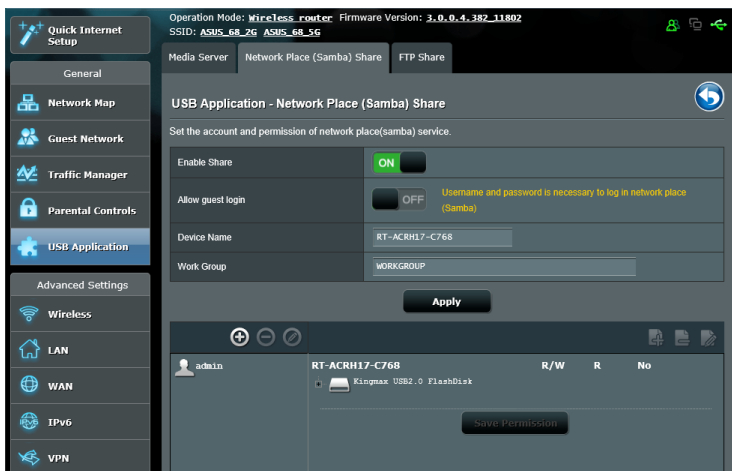 Operation Mode: Wireless router Firmware Version: 3.0.0.4.382_11802
SSID: ASUS_68_2G ASUS_68_5G
Quick Internet
Setup
General
Network Map
Guest Network
Traffic Manager
Parental Controls
USB Application
Advanced Settings
Wireless
LAN
WAN
IPv6
VPN
Media Server
Network Place (Samba) Share
FTP Share
USB Application - Network Place (Samba) Share
Set the account and permission of network place(samba) service.
Enable Share
ON
Allow guest login
OFF
Username and password is necessary to log in network place
(Samba)
Device Name
RT-ACRH17-C768
Work Group
WORKGROUP
Apply
admin
RT-ACRH17-C768 R/W R No
Kingmax USB2.0 FlashDisk
Save Permission